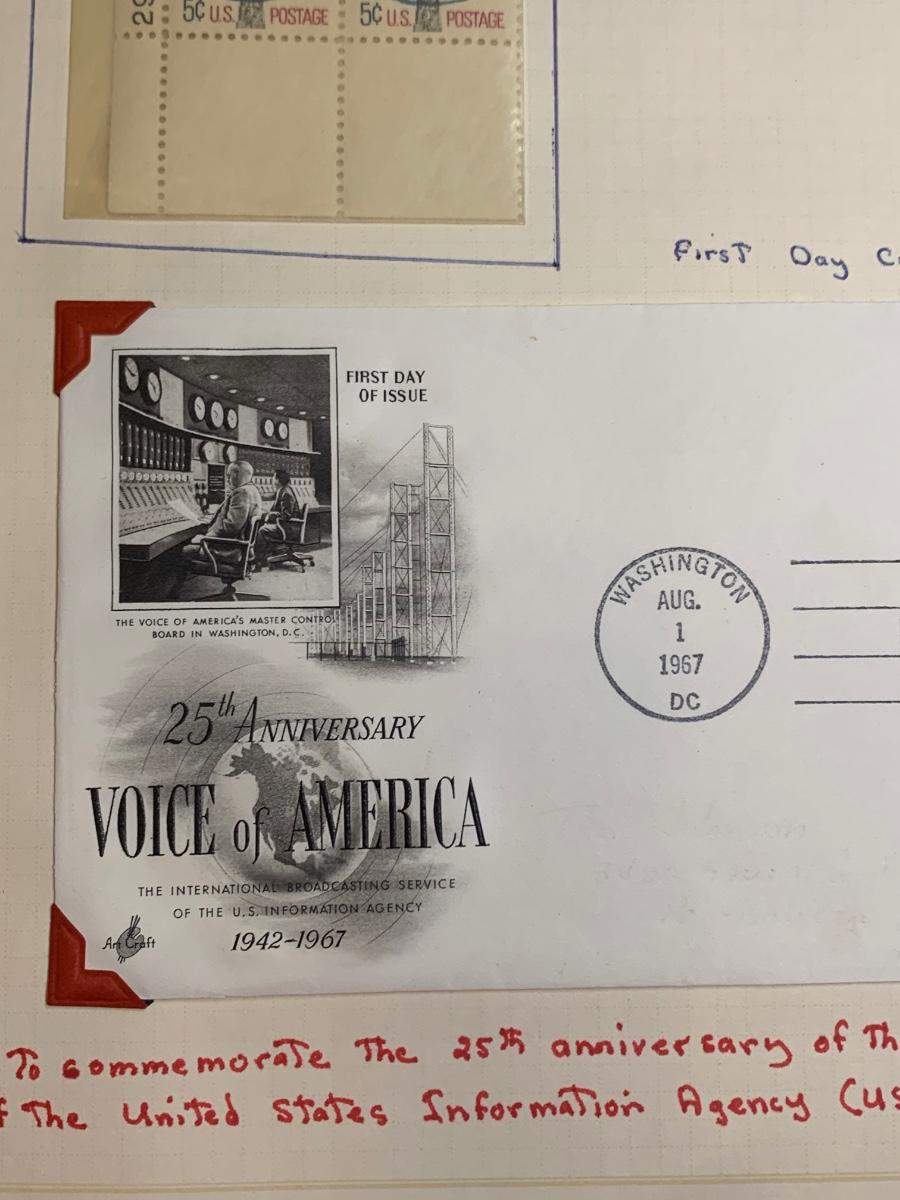 29
5¢ U.S. POSTAGE 5¢ U.S. POSTAGE
First Day
FIRST DAY
OF ISSUE
THE VOICE OF AMERICA'S MASTER CONTROL
BOARD IN WASHINGTON, D.C.
WASHINGTON
AUG.
1
1967
DC
25th ANNIVERSARY
VOICE of AMERICA
THE INTERNATIONAL BROADCASTING SERVICE
OF THE U.S. INFORMATION AGENCY
Art Craft
1942-1967
To commemorate The 25th anniversary of Th
f The United States Information Agency (US